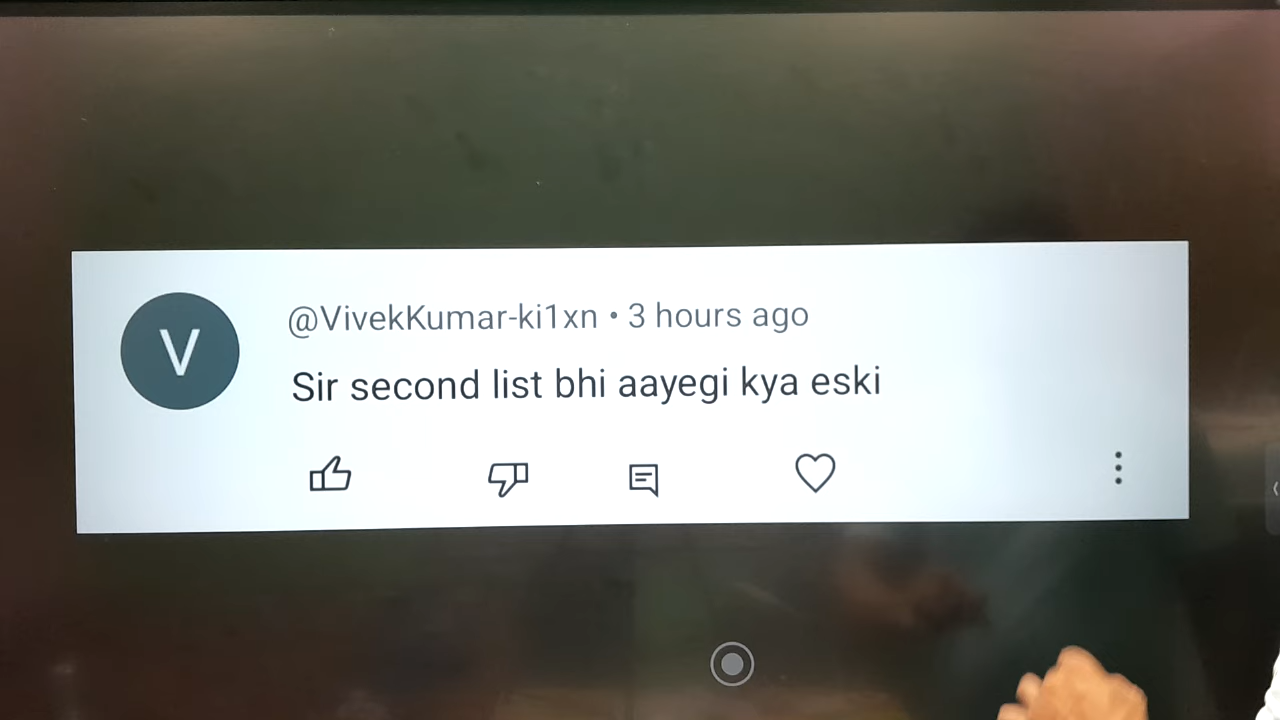 V
@VivekKumar-ki1xn • 3 hours ago
Sir second list bhi aayegi kya eski